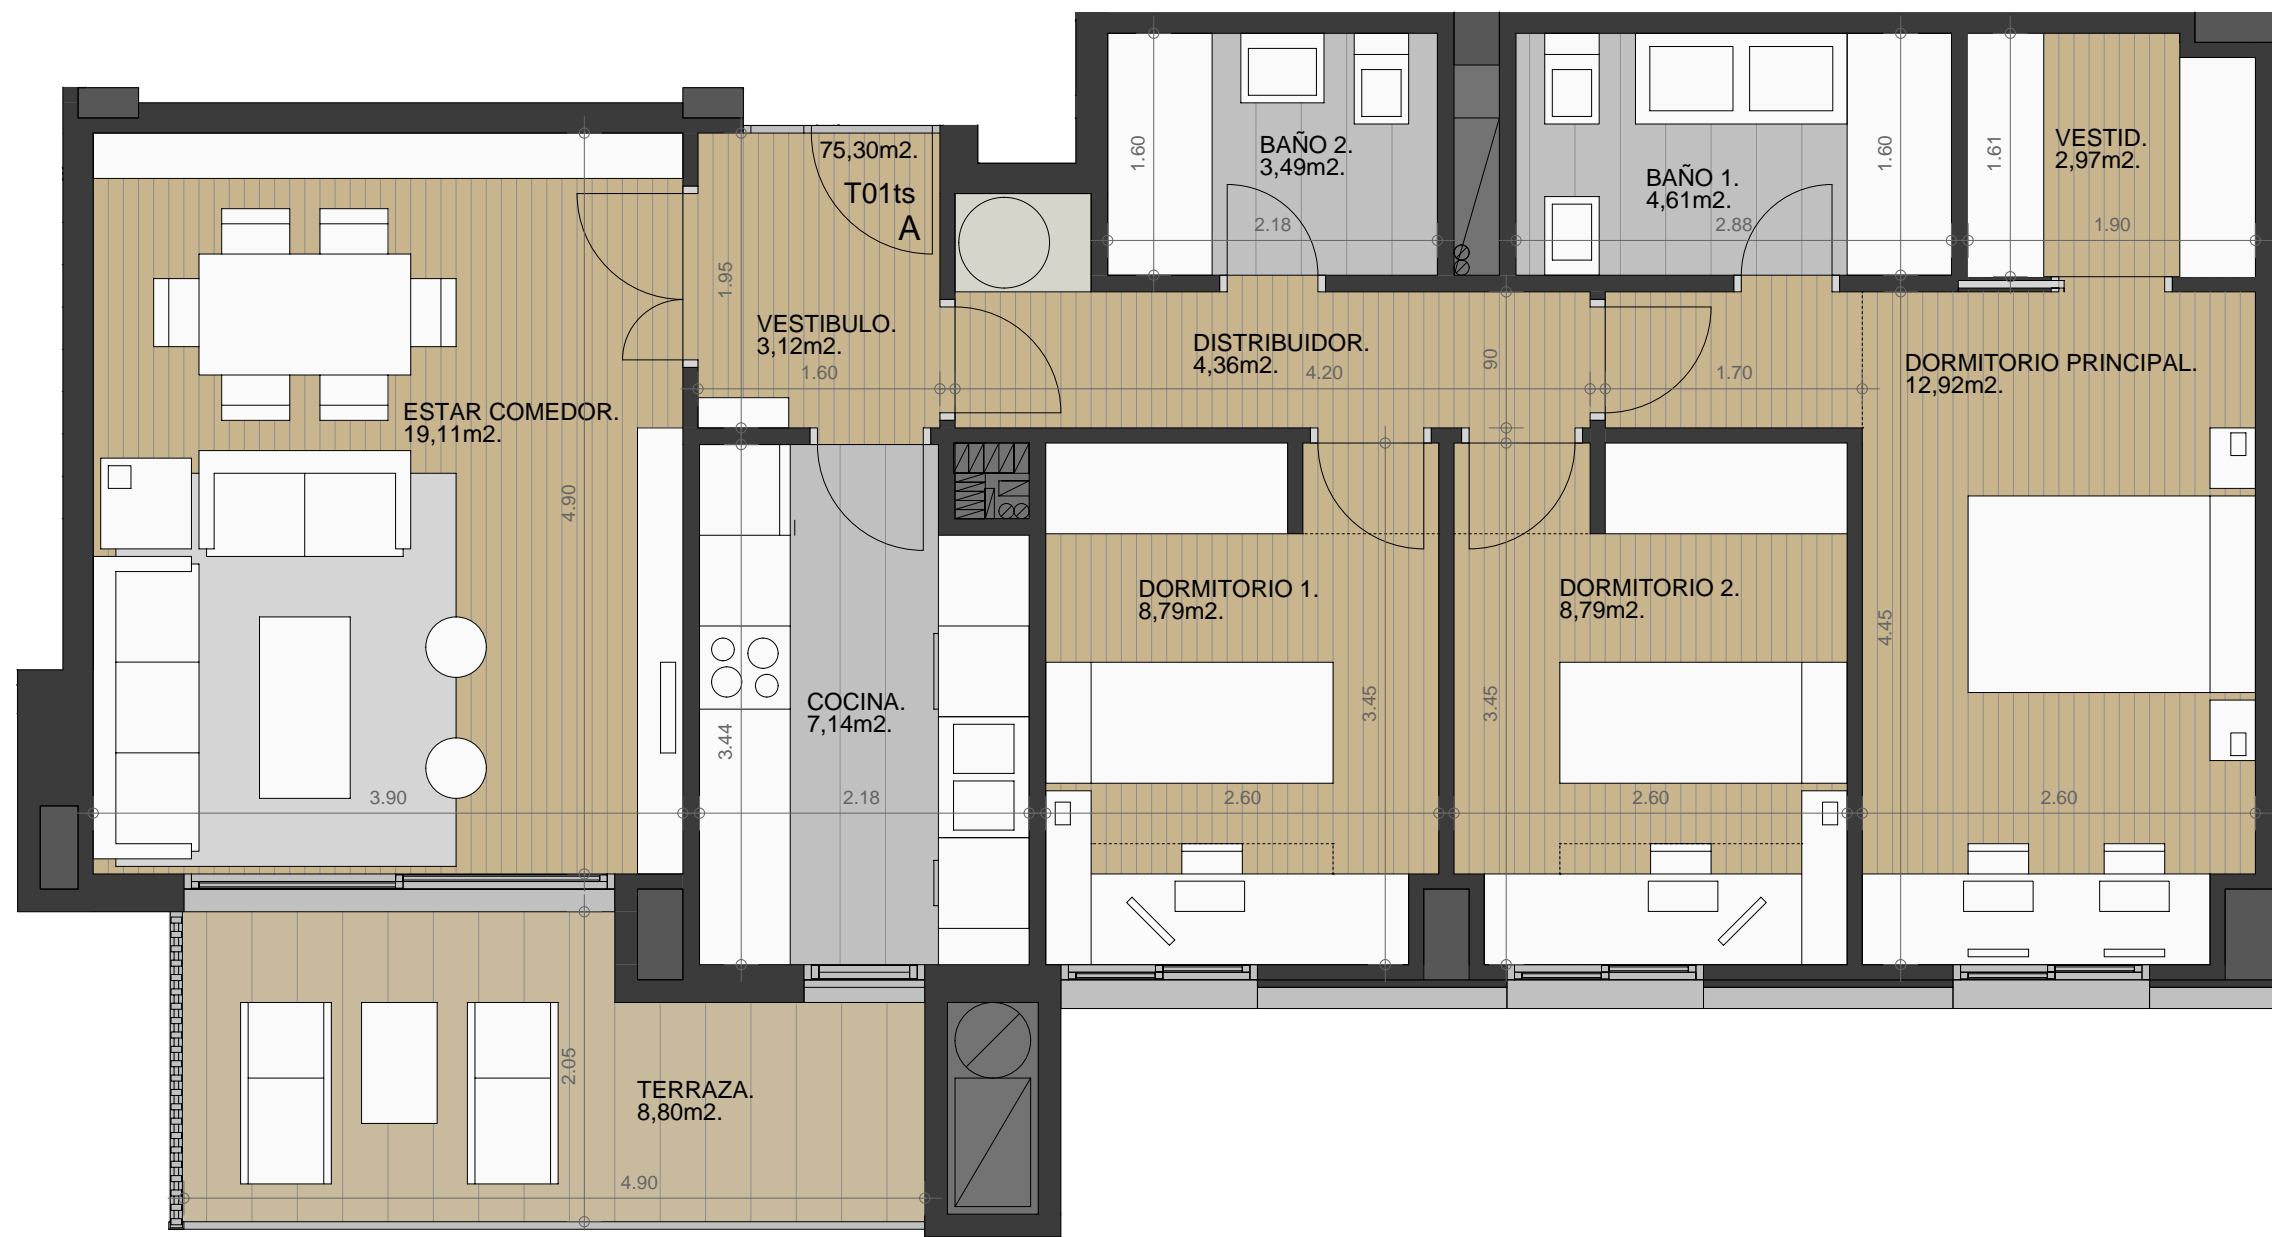 75,30m2.
T01ts
A
BAÑO 2.
3,49m2.
1.60
2.18
BAÑO 1.
4,61m2.
2.88
1.60
1.61
VESTID.
2,97m2.
1.90
1.95
VESTIBULO.
3,12m2.
1.60
DISTRIBUIDOR.
4,36m2.
4.20
90
1.70
DORMITORIO PRINCIPAL.
12,92m2.
ESTAR COMEDOR.
19,11m2.
4.90
3.90
COCINA.
7,14m2.
3.44
2.18
DORMITORIO 1.
8,79m2.
3.45
2.60
DORMITORIO 2.
8,79m2.
3.45
2.60
4.45
2.60
TERRAZA.
8,80m2.
2.05
4.90